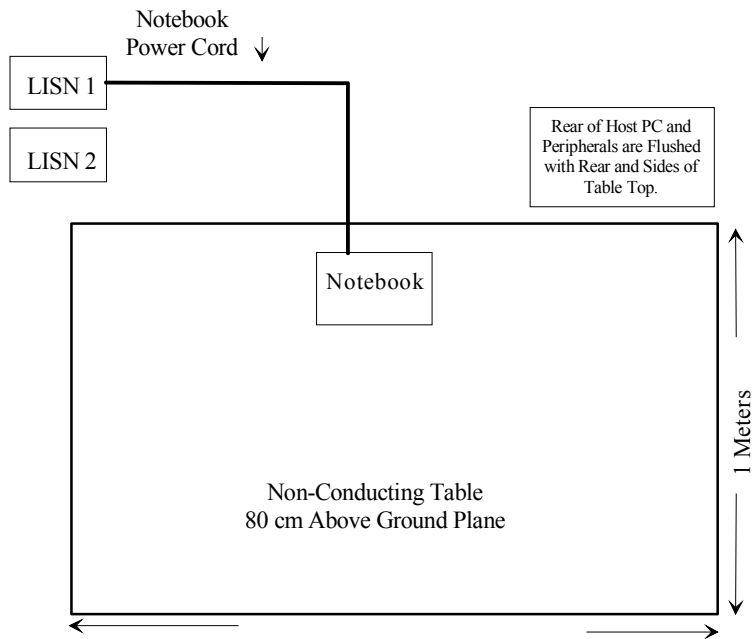 Notebook
Power Cord
LISN 1
LISN 2
Rear of Host PC and
Peripherals are Flushed
with Rear and Sides of
Table Top.
Notebook
1 Meters
Non-Conducting Table
80 cm Above Ground Plane